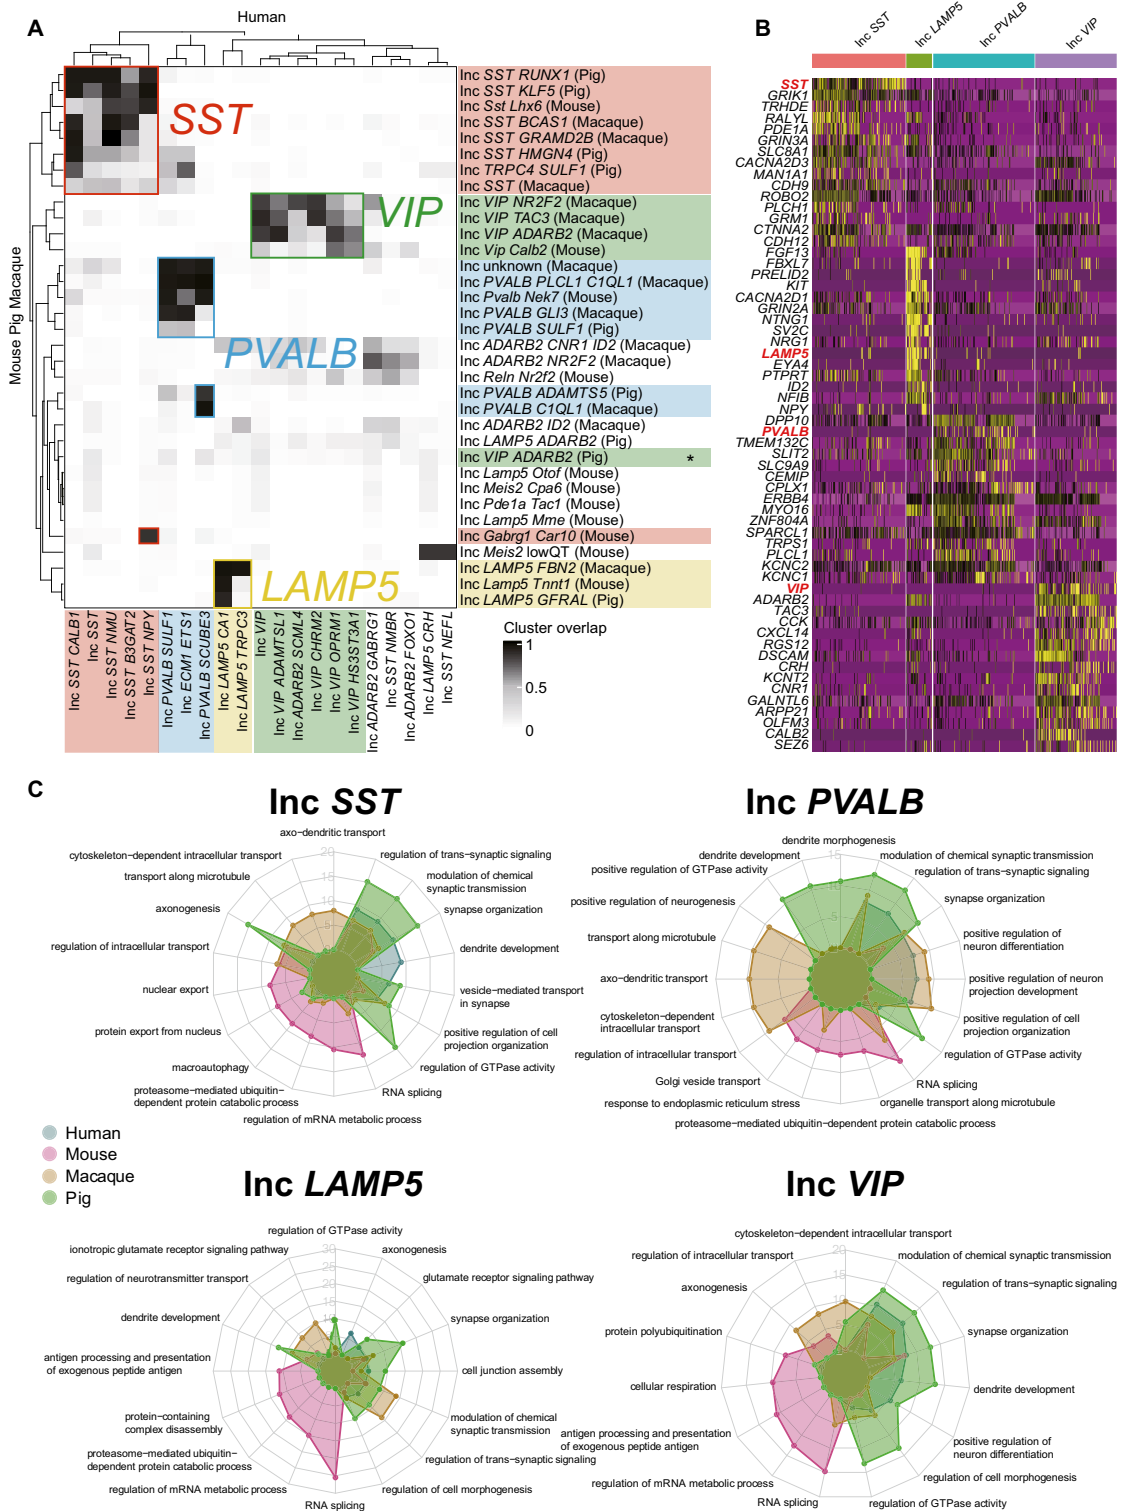 A
Human
Mouse Pig Macaque
SST
VIP
PVALB
LAMP5
Inc SST RUNX1 (Pig)
Inc SST KLF5 (Pig)
Inc Sst Lhx6 (Mouse)
Inc SST BCAS1 (Macaque)
Inc SST GRAMD2B (Macaque)
Inc SST HMGN4 (Pig)
Inc TRPC4 SULF1 (Pig)
Inc SST (Macaque)
Inc VIP NR2F2 (Macaque)
Inc VIP TAC3 (Macaque)
Inc VIP ADARB2 (Macaque)
Inc Vip Calb2 (Mouse)
Inc unknown (Macaque)
Inc PVALB PLCL1 C1QL1 (Macaque)
Inc Pvalb Nek7 (Mouse)
Inc PVALB GLI3 (Macaque)
Inc PVALB SULF1 (Pig)
Inc ADARB2 CNR1 ID2 (Macaque)
Inc ADARB2 NR2F2 (Macaque)
Inc Reln Nr2f2 (Mouse)
Inc PVALB ADAMTS5 (Pig)
Inc PVALB C1QL1 (Macaque)
Inc ADARB2 ID2 (Macaque)
Inc LAMP5 ADARB2 (Pig)
Inc VIP ADARB2 (Pig) *
Inc Lamp5 Otof (Mouse)
Inc Meis2 Cpa6 (Mouse)
Inc Pde1a Tac1 (Mouse)
Inc Lamp5 Mme (Mouse)
Inc Gabrg1 Car10 (Mouse)
Inc Meis2 lowQT (Mouse)
Inc LAMP5 FBN2 (Macaque)
Inc Lamp5 Tnnt1 (Mouse)
Inc LAMP5 GFRAL (Pig)
Inc SST CALB1
Inc SST
Inc SST NMU
Inc SST B3GAT2
Inc SST NPY
Inc PVALB SULF1
Inc ECM1 ETS1
Inc PVALB SCUBE3
Inc LAMP5 CA1
Inc LAMP5 TRPC3
Inc VIP
Inc VIP ADAMTSL1
Inc ADARB2 SCML4
Inc VIP CHRM2
Inc VIP OPRM1
Inc VIP HS3ST3A1
Inc ADARB2 GABRG1
Inc SST NMBR
Inc ADARB2 FOXO1
Inc LAMP5 CRH
Inc SST NEFL
Cluster overlap
1
0.5
0
B
Inc SST
Inc LAMP5
Inc PVALB
Inc VIP
SST
GRIK1
TRHDE
RALYL
PDE1A
GRIN3A
SLC8A1
CACNA2D3
MAN1A1
CDH9
ROBO2
PLCH1
GRM1
CTNNA2
CDH12
FGF13
FBXL7
PRELID2
KIT
CACNA2D1
GRIN2A
NTNG1
SV2C
NRG1
LAMP5
EYA4
PTPRT
ID2
NFIB
NPY
DPP10
PVALB
TMEM132C
SLIT2
SLC9A9
CEMIP
CPLX1
ERBB4
MYO16
ZNF804A
SPARCL1
TRPS1
PLCL1
KCNC2
KCNC1
VIP
ADARB2
TAC3
CCK
CXCL14
RGS12
DSCAM
CRH
KCNT2
CNR1
GALNTL6
ARPP21
OLFM3
CALB2
SEZ6
C
Inc SST
axo-dendritic transport
regulation of trans-synaptic signaling
modulation of chemical
synaptic transmission
synapse organization
dendrite development
vesicle-mediated transport
in synapse
positive regulation of cell
projection organization
regulation of GTPase activity
RNA splicing
regulation of mRNA metabolic process
proteasome-mediated ubiquitin-
dependent protein catabolic process
macroautophagy
protein export from nucleus
nuclear export
regulation of intracellular transport
axonogenesis
transport along microtubule
cytoskeleton-dependent intracellular transport
20
15
10
Inc PVALB
dendrite morphogenesis
modulation of chemical synaptic transmission
regulation of trans-synaptic signaling
synapse organization
positive regulation of
neuron differentiation
positive regulation of neuron
projection development
positive regulation of cell
projection organization
regulation of GTPase activity
RNA splicing
organelle transport along microtubule
proteasome-mediated ubiquitin-dependent protein catabolic process
response to endoplasmic reticulum stress
Golgi vesicle transport
regulation of intracellular transport
cytoskeleton-dependent
intracellular transport
axo-dendritic transport
transport along microtubule
positive regulation of neurogenesis
positive regulation of GTPase activity
dendrite development
15
5
Human
Mouse
Macaque
Pig
Inc LAMP5
regulation of GTPase activity
axonogenesis
glutamate receptor signaling pathway
synapse organization
cell junction assembly
modulation of chemical
synaptic transmission
regulation of trans-synaptic signaling
regulation of cell morphogenesis
RNA splicing
regulation of mRNA metabolic process
proteasome-mediated ubiquitin-
dependent protein catabolic process
protein-containing
complex disassembly
antigen processing and presentation
of exogenous peptide antigen
dendrite development
regulation of neurotransmitter transport
ionotropic glutamate receptor signaling pathway
30
25
20
15
10
Inc VIP
cytoskeleton-dependent intracellular transport
modulation of chemical synaptic transmission
regulation of trans-synaptic signaling
synapse organization
dendrite development
positive regulation of
neuron differentiation
regulation of cell morphogenesis
regulation of GTPase activity
RNA splicing
regulation of mRNA metabolic process
antigen processing and presentation
of exogenous peptide antigen
cellular respiration
protein polyubiquitination
axonogenesis
regulation of intracellular transport
20
15
10
5